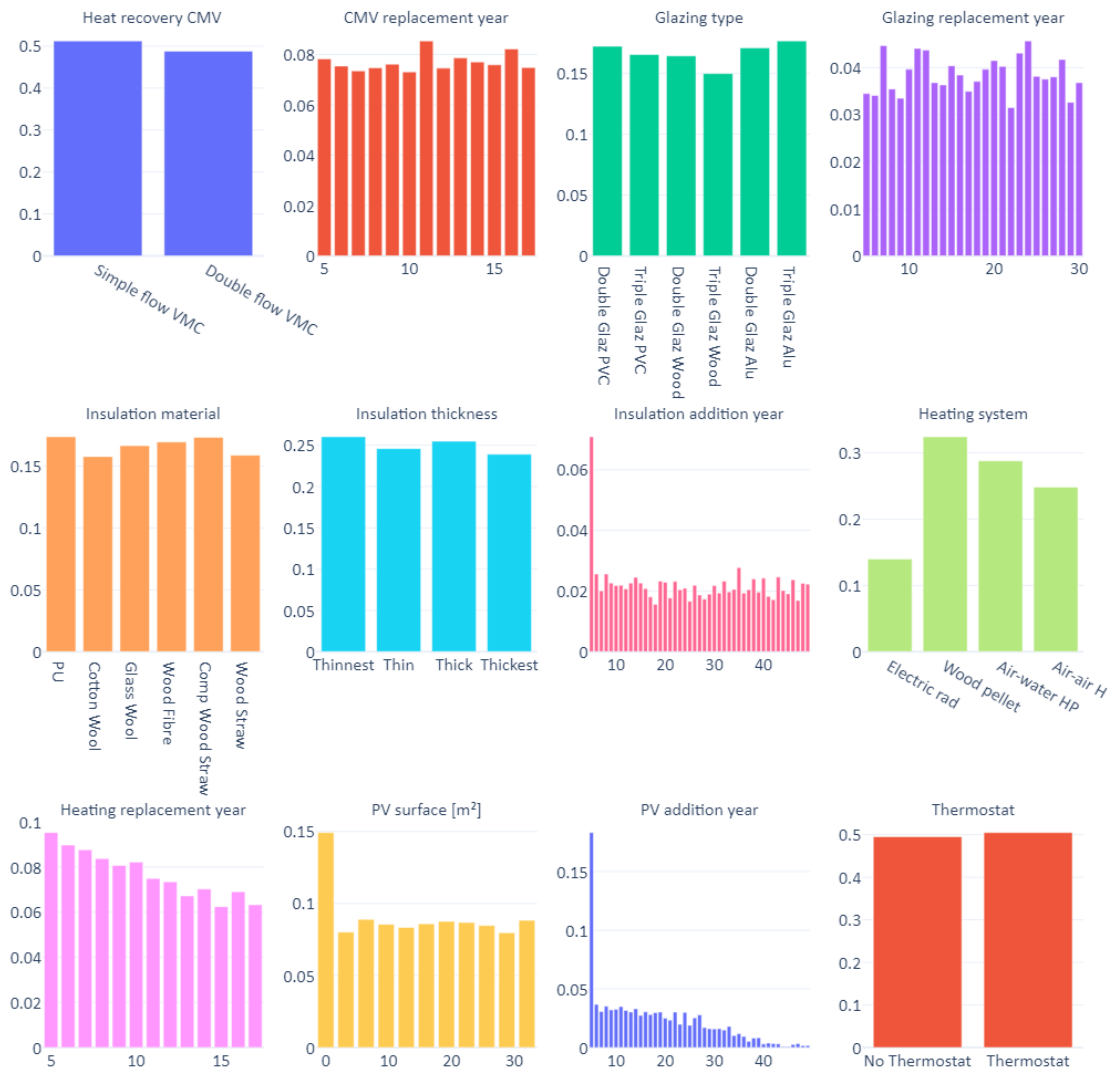 Heat recovery CMV
CMV replacement year
Glazing type
Glazing replacement year
0.5
0.4
0.3
0.2
0.1
0
0.08
0.06
0.04
0.02
0
0.15
0.1
0.05
0
0.04
0.03
0.02
0.01
0
Simple flow VMC
Double flow VMC
5
10
15
Double Glaz PVC
Triple Glaz PVC
Double Glaz Wood
Triple Glaz Wood
Double Glaz Alu
Triple Glaz Alu
10
20
30
Insulation material
Insulation thickness
Insulation addition year
Heating system
0.15
0.1
0.05
0
0.25
0.2
0.15
0.1
0.05
0
0.06
0.04
0.02
0
0.3
0.2
0.1
0
PU
Cotton Wool
Glass Wool
Wood Fibre
Comp Wood Straw
Wood Straw
Thinnest
Thin
Thick
Thickest
10
20
30
40
Electric rad
Wood pellet
Air-water HP
Air-air H
Heating replacement year
PV surface [m²]
PV addition year
Thermostat
0.1
0.08
0.06
0.04
0.02
0
0.15
0.1
0.05
0
0.15
0.1
0.05
0
0.5
0.4
0.3
0.2
0.1
0
5
10
15
0
10
20
30
10
20
30
40
No Thermostat
Thermostat